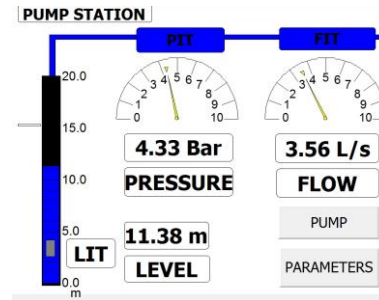 PUMP STATION
PIT
FIT
20.0
15.0
10.0
5.0
0.0
m
0 1 2 3 4 5 6 7 8 9 10
0 1 2 3 4 5 6 7 8 9 10
4.33 Bar
3.56 L/s
PRESSURE
FLOW
PUMP
11.38 m
LIT
LEVEL
PARAMETERS